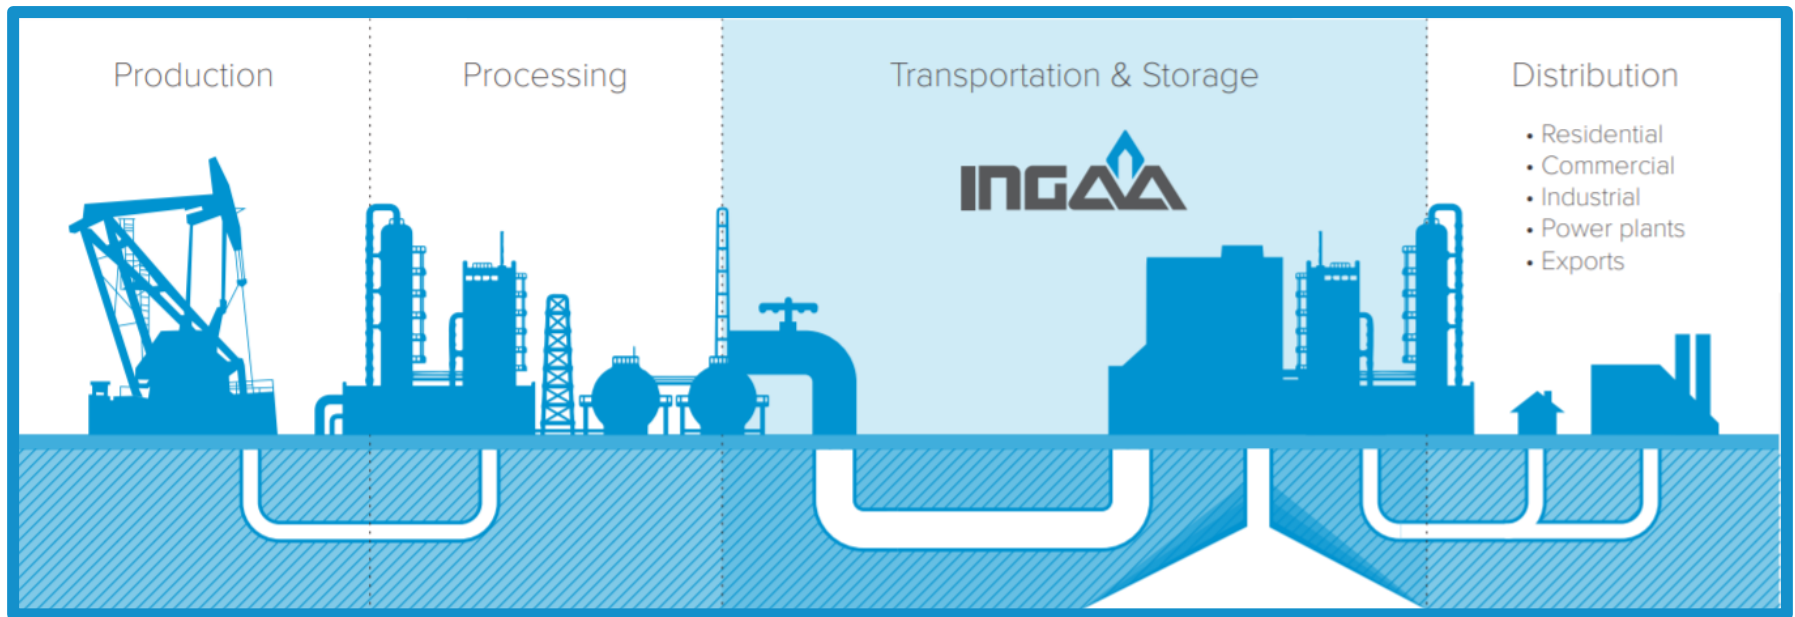 Production
Processing
Transportation & Storage
INGAA
Distribution
• Residential
• Commercial
• Industrial
• Power plants
• Exports